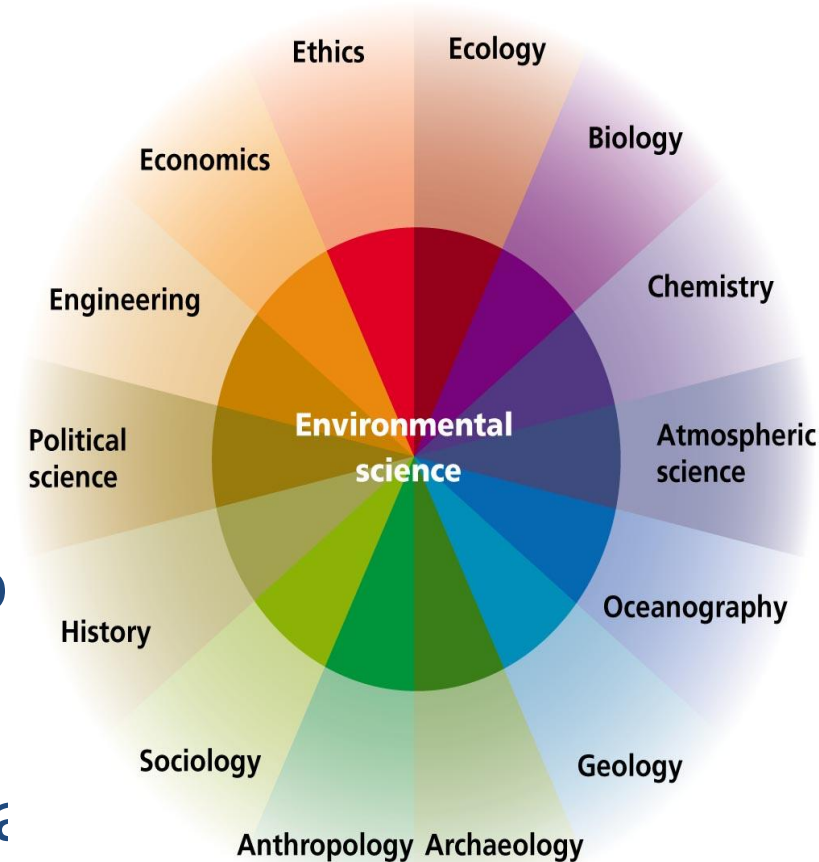 Ethics
Ecology
Biology
Chemistry
Atmospheric
science
Oceanography
Geology
Archaeology
Anthropology
Sociology
History
Political
science
Engineering
Economics
Environmental
science